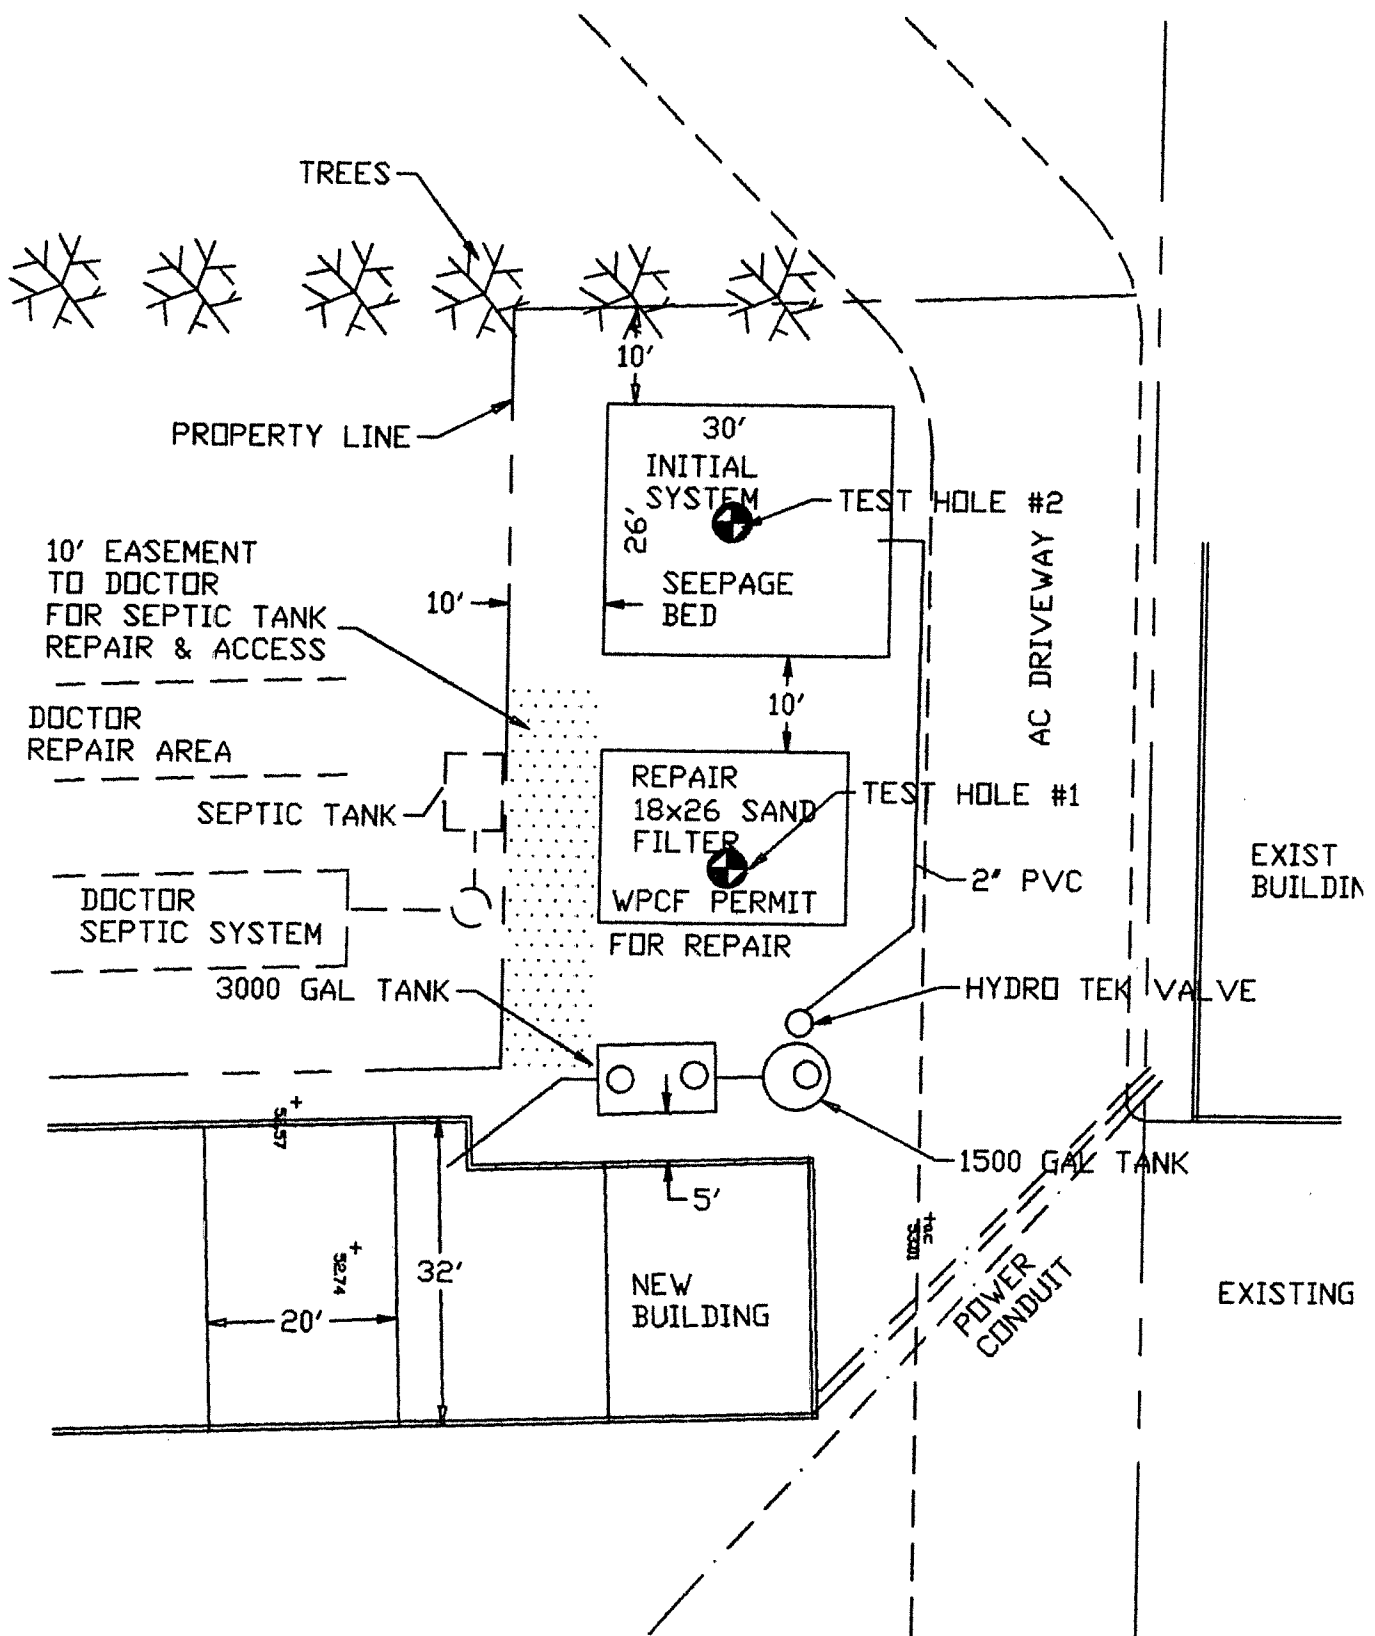 TREES
10'
PROPERTY LINE
30'
INITIAL
SYSTEM
TEST HOLE #2
26'
10' EASEMENT
TO DOCTOR
FOR SEPTIC TANK
REPAIR & ACCESS
10'
SEEPAGE
BED
AC DRIVEWAY
10'
DOCTOR
REPAIR AREA
REPAIR
18x26 SAND
FILTER
TEST HOLE #1
SEPTIC TANK
WPCF PERMIT
FOR REPAIR
2" PVC
EXIST
BUILDIN
DOCTOR
SEPTIC SYSTEM
3000 GAL TANK
HYDRO TEK VALVE
1500 GAL TANK
5'
32'
52.74
20'
NEW
BUILDING
POWER
CONDUIT
EXISTING